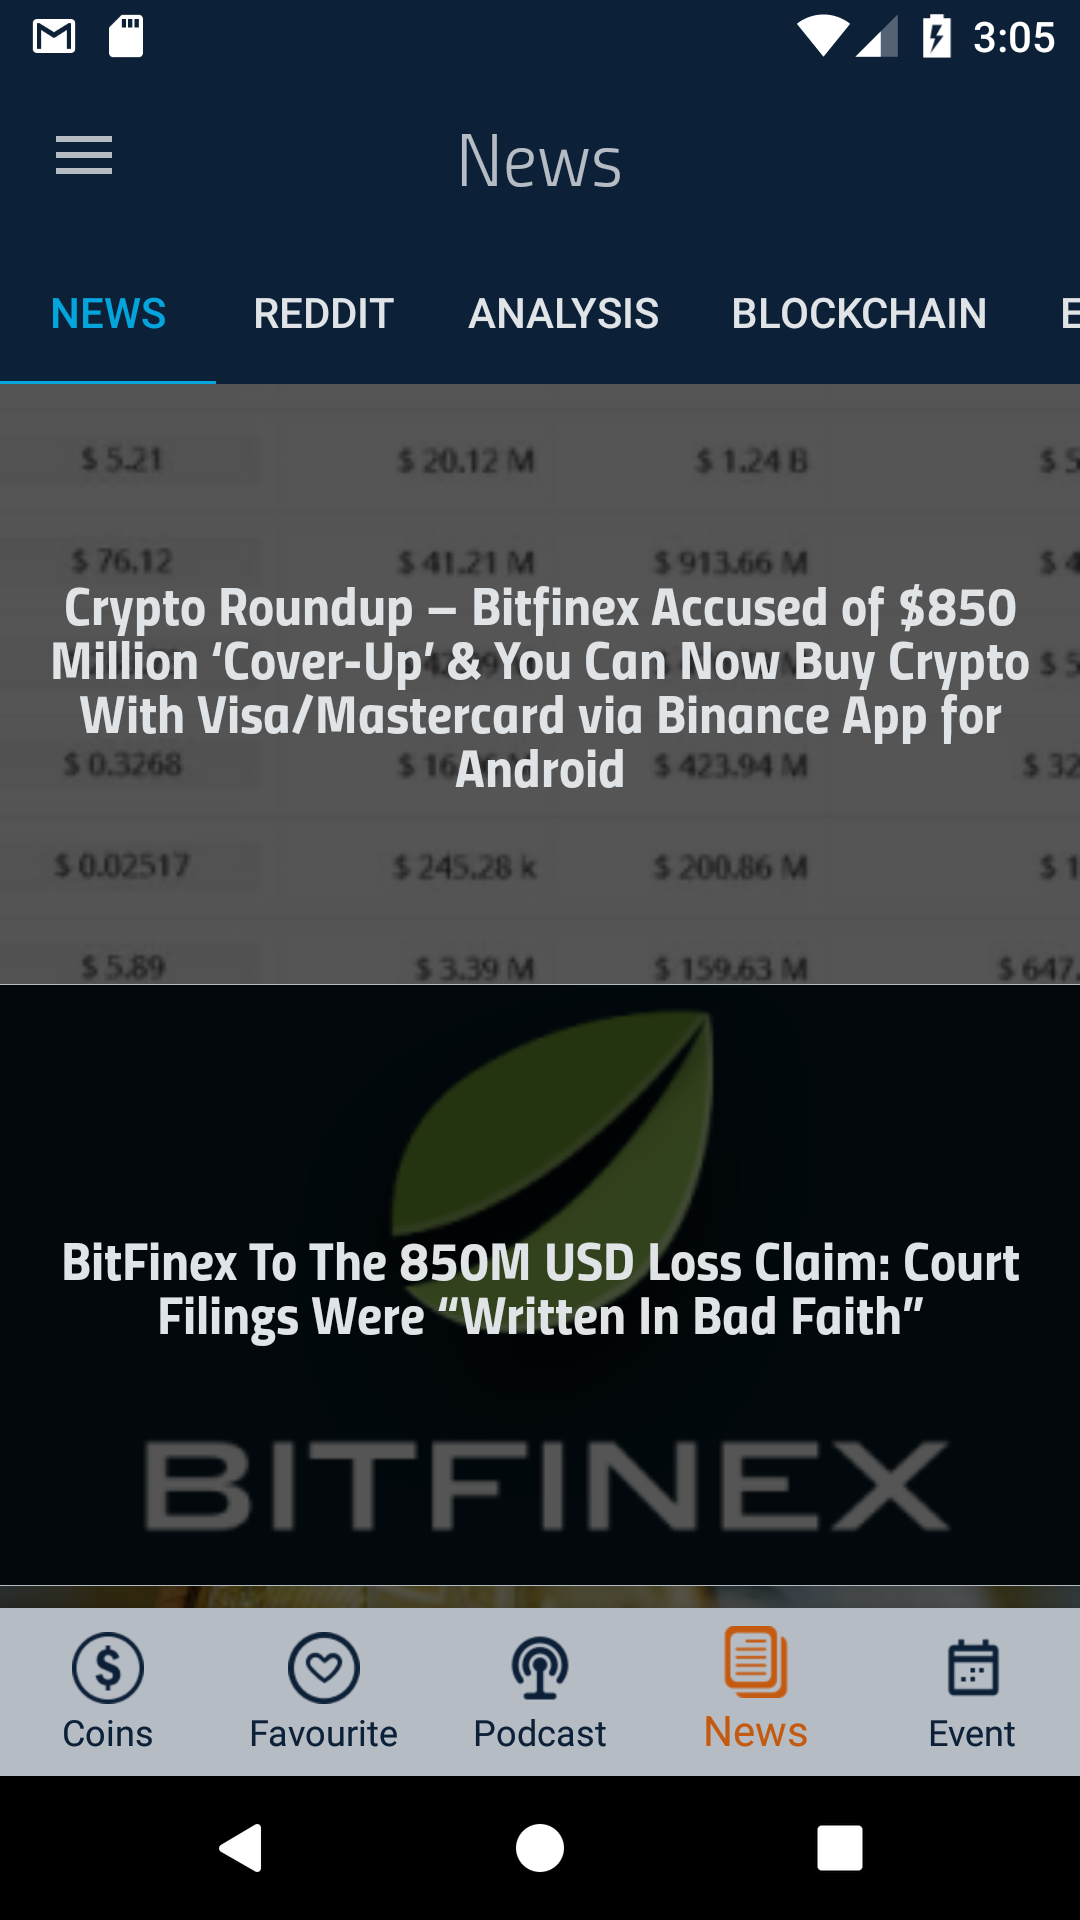 3:05
News
NEWS REDDIT ANALYSIS BLOCKCHAIN E
$ 5.21 $ 20.12 M $ 1.24 B $ 5
$ 76.12 $ 41.21 M $ 913.66 M $ 4
Crypto Roundup – Bitfinex Accused of $850
Million ‘Cover-Up’ & You Can Now Buy Crypto
$ 5
With Visa/Mastercard via Binance App for
Android
$ 0.3268 $ 16 $ 423.94 M $ 32
$ 0.02517 $ 245.28 k $ 200.86 M $ 1
$ 5.89 $ 3.39 M $ 159.63 M $ 647.
BitFinex To The 850M USD Loss Claim: Court
Filings Were “Written In Bad Faith”
BITFINEX
Coins Favourite Podcast News Event